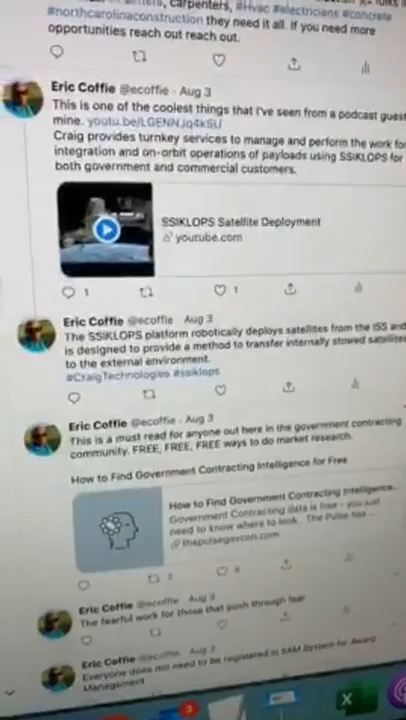 carpenters, #Hvac #electricians #concrete
#northcarolinaconstruction they need it all. If you need more
opportunities reach out reach out.
Eric Coffie @ecoffie · Aug 3
This is one of the coolest things that I've seen from a podcast guest
mine. youtu.be/LGENNJq4kSU
Craig provides turnkey services to manage and perform the work for
integration and on-orbit operations of payloads using SSIKLOPS for
both government and commercial customers.
SSIKLOPS Satellite Deployment
youtube.com
1
1
Eric Coffie @ecoffie · Aug 3
The SSIKLOPS platform robotically deploys satellites from the ISS and
is designed to provide a method to transfer internally stowed satellites
to the external environment.
#CraigTechnologies #ssiklops
Eric Coffie @ecoffie · Aug 3
This is a must read for anyone out here in the government contracting
community. FREE, FREE, FREE ways to do market research.
How to Find Government Contracting Intelligence for Free
How to Find Government Contracting Intelligence...
Government Contracting data is free - you just
need to know where to look. The Pulse
thepulsegovcon.com
Eric Coffie @ecoffie · Aug 3
The fearful work for those that push through fear
Eric Coffie @ecoffie · Aug 3
Everyone does not need to be registered in SAM System for Award
Management
3
X